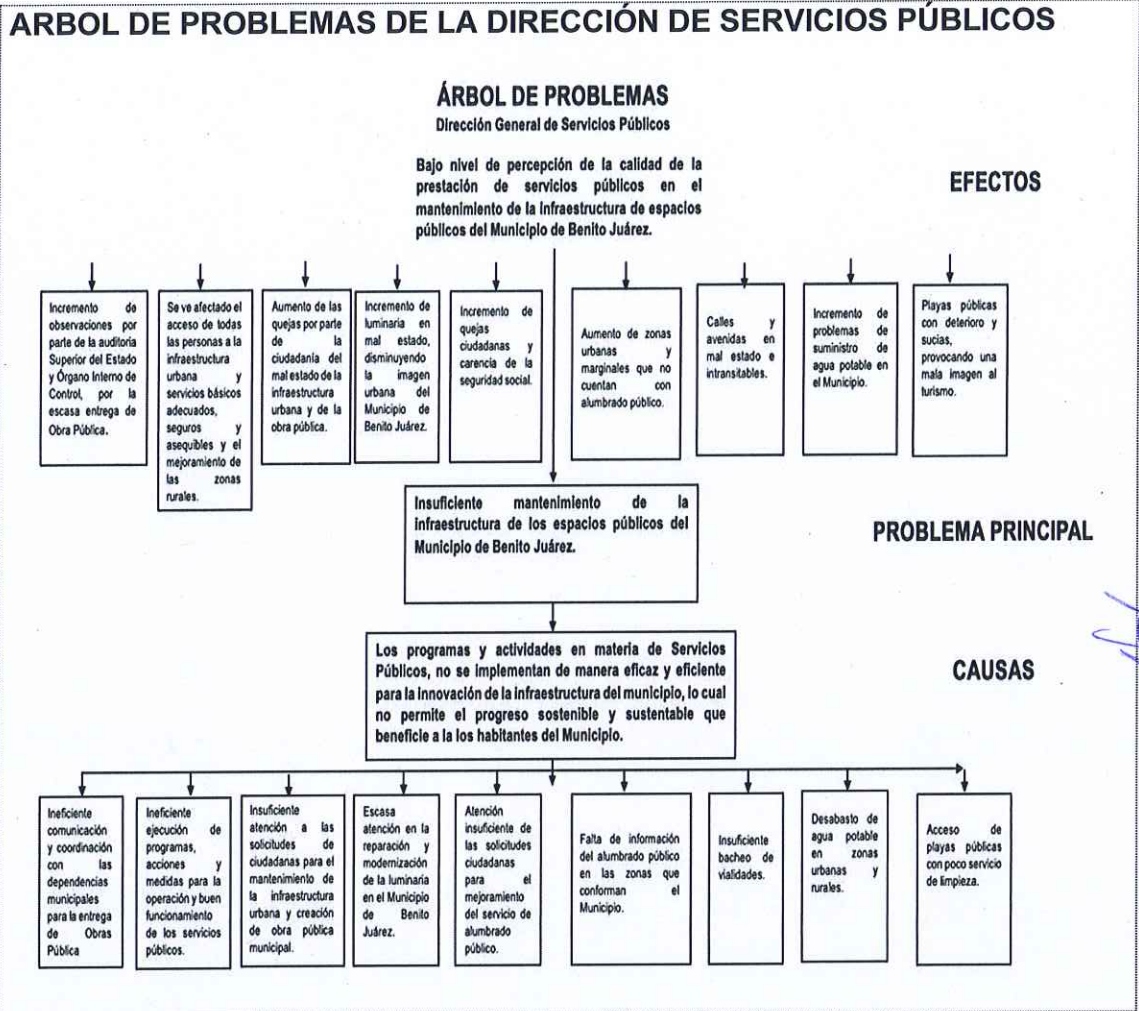 ARBOL DE PROBLEMAS DE LA DIRECCIÓN DE SERVICIOS PÚBLICOS
ÁRBOL DE PROBLEMAS
Dirección General de Servicios Públicos
Bajo nivel de percepción de la calidad de la
prestación de servicios públicos en el
mantenimiento de la infraestructura de espacios
públicos del Municipio de Benito Juárez.
EFECTOS
Incremento de
observaciones por
parte de la auditoria
Superior del Estado
y Órgano Interno de
Control, por la
escasa entrega de
Obra Pública.
Se ve afectado el
acceso de todas
las personas a la
infraestructura
urbana y
servicios básicos
adecuados,
seguros y
asequibles y el
mejoramiento de
las zonas
rurales.
Aumento de las
quejas por parte
de la
ciudadanía del
mal estado de la
infraestructura
urbana y de la
obra pública.
Incremento de
luminaria en
mal estado,
disminuyendo
la imagen
urbana del
Municipio de
Benito Juárez.
Incremento de
quejas
ciudadanas y
carencia de la
seguridad social.
Aumento de zonas
urbanas y
marginales que no
cuentan con
alumbrado público.
Calles y
avenidas en
mal estado e
intransitables.
Incremento de
problemas de
suministro de
agua potable en
el Municipio.
Playas públicas
con deterioro y
sucias,
provocando una
mala imagen al
turismo.
Insuficiente mantenimiento de la
infraestructura de los espacios públicos del
Municipio de Benito Juárez.
PROBLEMA PRINCIPAL
Los programas y actividades en materia de Servicios
Públicos, no se implementan de manera eficaz y eficiente
para la innovación de la infraestructura del municipio, lo cual
no permite el progreso sostenible y sustentable que
beneficie a la los habitantes del Municipio.
CAUSAS
Ineficiente
comunicación
y coordinación
con las
dependencias
municipales
para la entrega
de Obras
Pública
Ineficiente
ejecución de
programas,
acciones y
medidas para la
operación y buen
funcionamiento
de los servicios
públicos.
Insuficiente
atención a las
solicitudes de
ciudadanas para el
mantenimiento de
la infraestructura
urbana y creación
de obra pública
municipal.
Escasa
atención en la
reparación y
modernización
de la luminaria
en el Municipio
de Benito
Juárez.
Atención
insuficiente de
las solicitudes
ciudadanas
para el
mejoramiento
del servicio de
alumbrado
público.
Falta de información
del alumbrado público
en las zonas que
conforman el
Municipio.
Insuficiente
bacheo de
vialidades.
Desabasto de
agua potable
en zonas
urbanas y
rurales.
Acceso de
playas públicas
con poco servicio
de limpieza.